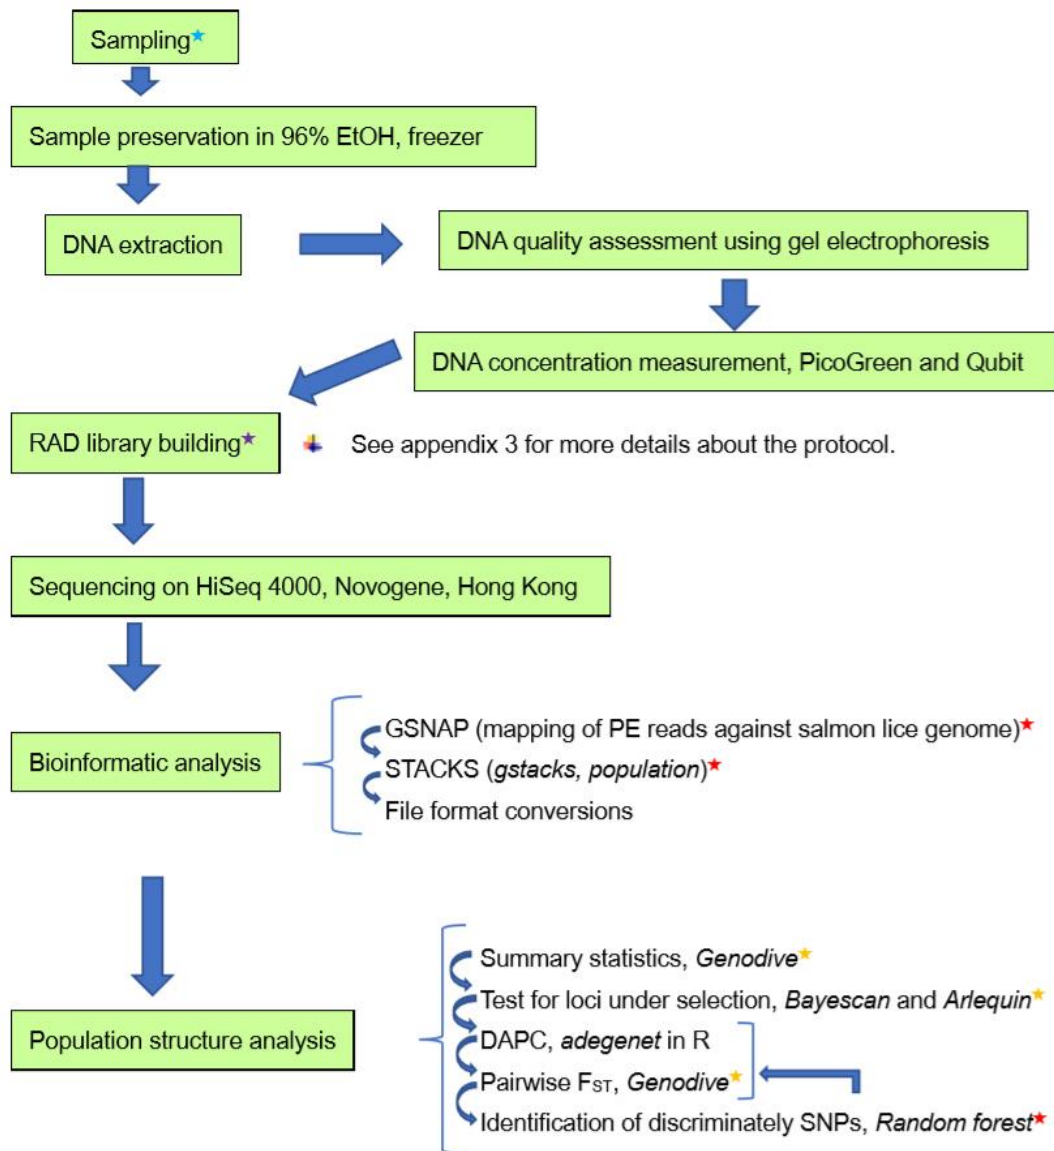 Sampling★
Sample preservation in 96% EtOH, freezer
DNA extraction
DNA quality assessment using gel electrophoresis
DNA concentration measurement, PicoGreen and Qubit
RAD library building★
See appendix 3 for more details about the protocol.
Sequencing on HiSeq 4000, Novogene, Hong Kong
Bioinformatic analysis
GSNAP (mapping of PE reads against salmon lice genome)★
STACKS (gstacks, population)★
File format conversions
Population structure analysis
Summary statistics, Genodive★
Test for loci under selection, Bayescan and Arlequin★
DAPC, adegenet in R
Pairwise FST, Genodive★
Identification of discriminately SNPs, Random forest★